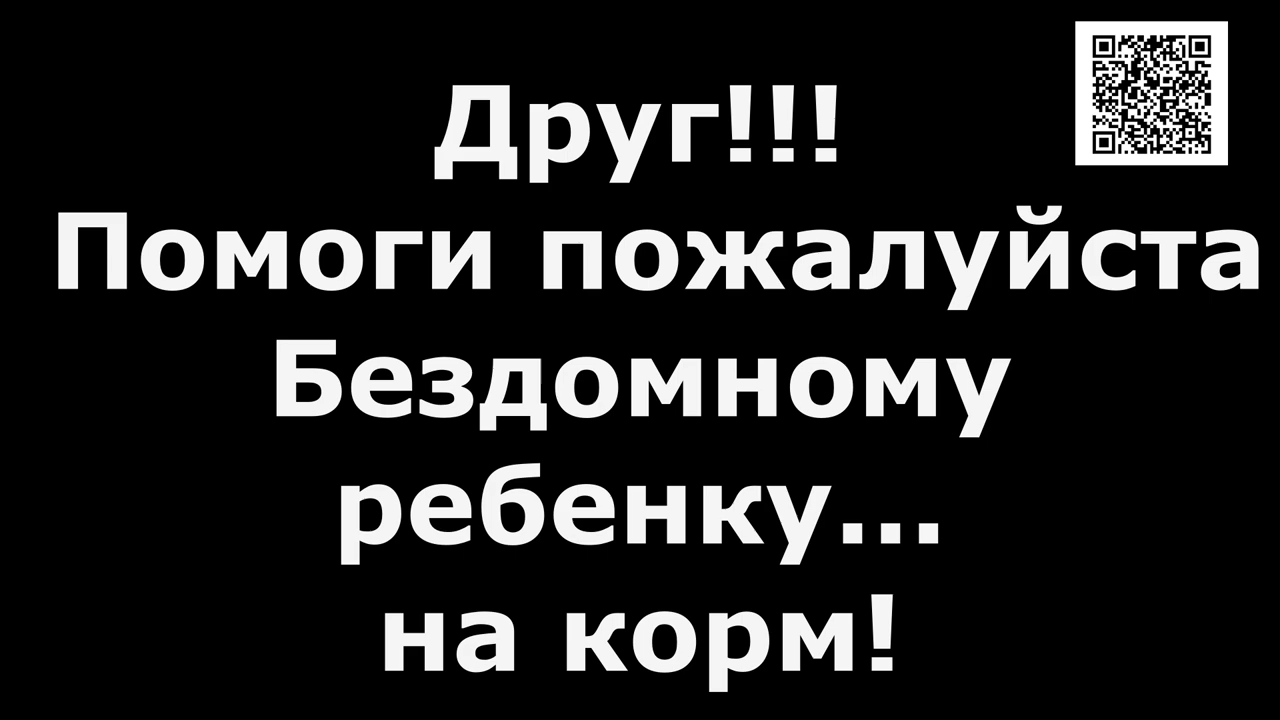 Друг!!!
Помоги пожалуйста
Бездомному
ребенку...
на корм!